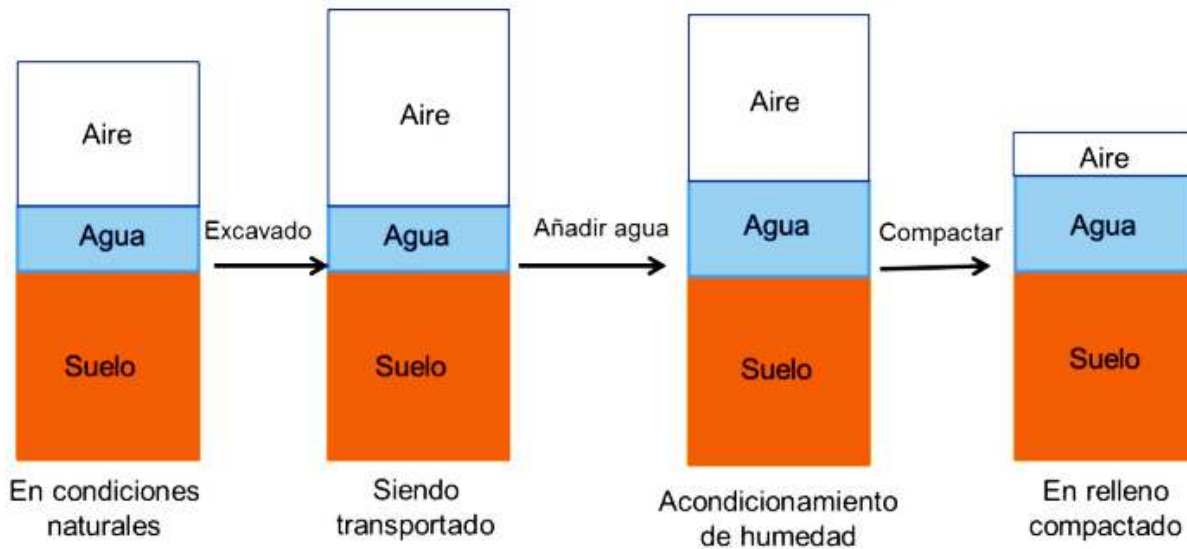 Aire
Agua
Suelo
En condiciones
naturales
Excavado
Aire
Agua
Suelo
Siendo
transportado
Añadir agua
Aire
Agua
Suelo
Acondicionamiento
de humedad
Compactar
Aire
Agua
Suelo
En relleno
compactado